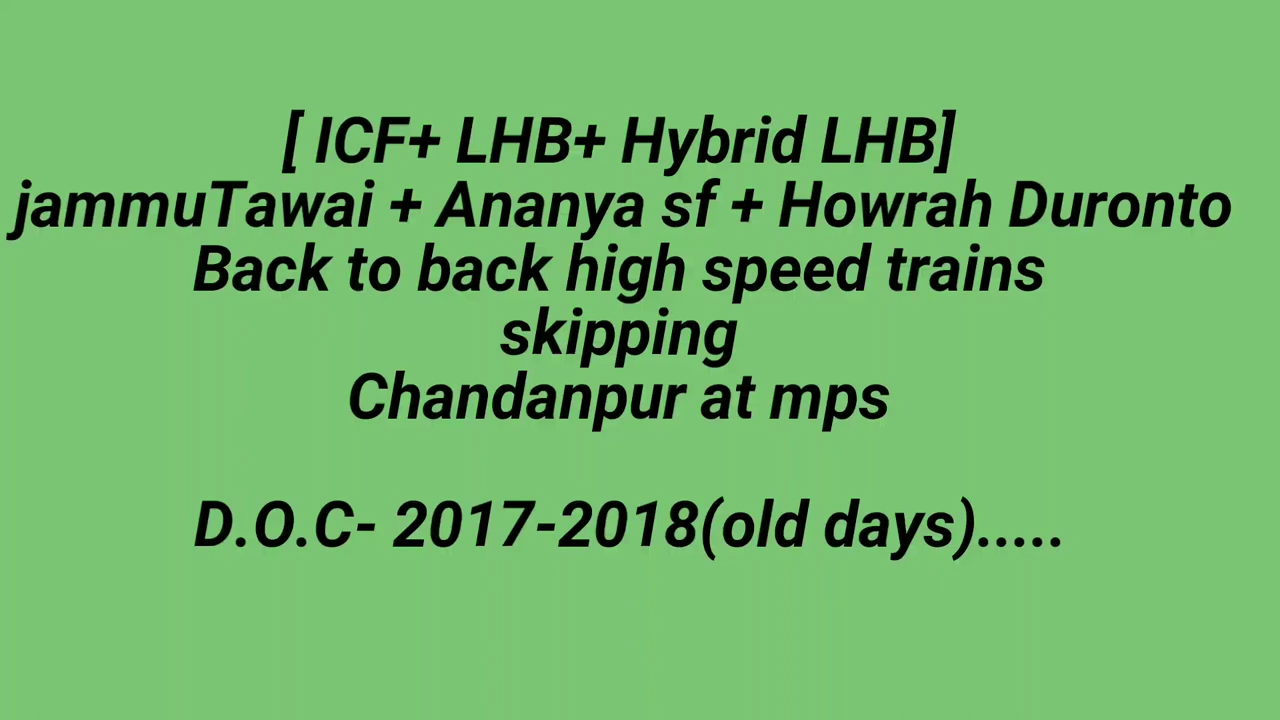 [ ICF+ LHB+ Hybrid LHB]
jammuTawai + Ananya sf + Howrah Duronto
Back to back high speed trains
skipping
Chandanpur at mps
D.O.C- 2017-2018(old days).....